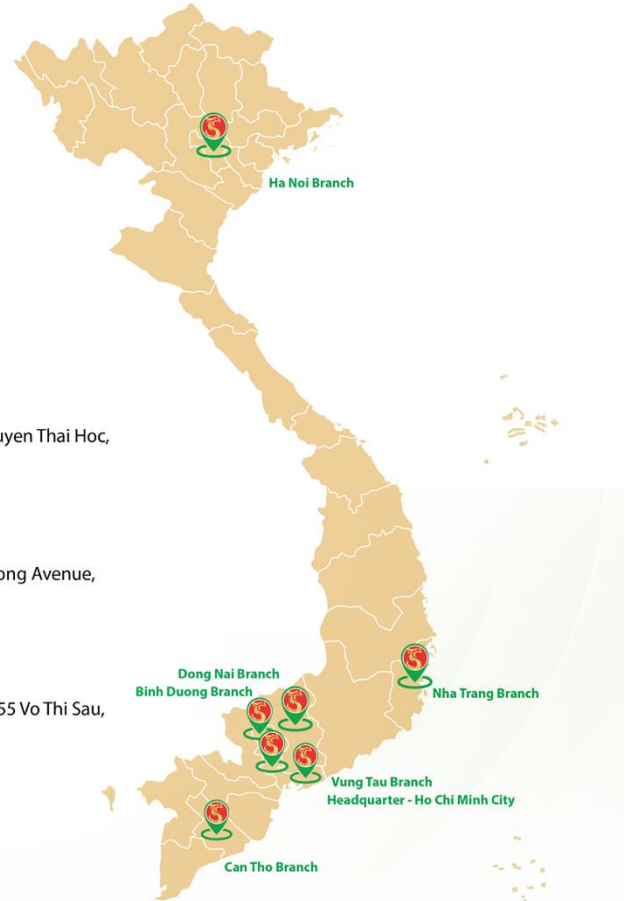 Ha Noi Branch
uyen Thai Hoc,
ong Avenue,
55 Vo Thi Sau,
Dong Nai Branch
Binh Duong Branch
Nha Trang Branch
Vung Tau Branch
Headquarter - Ho Chi Minh City
Can Tho Branch